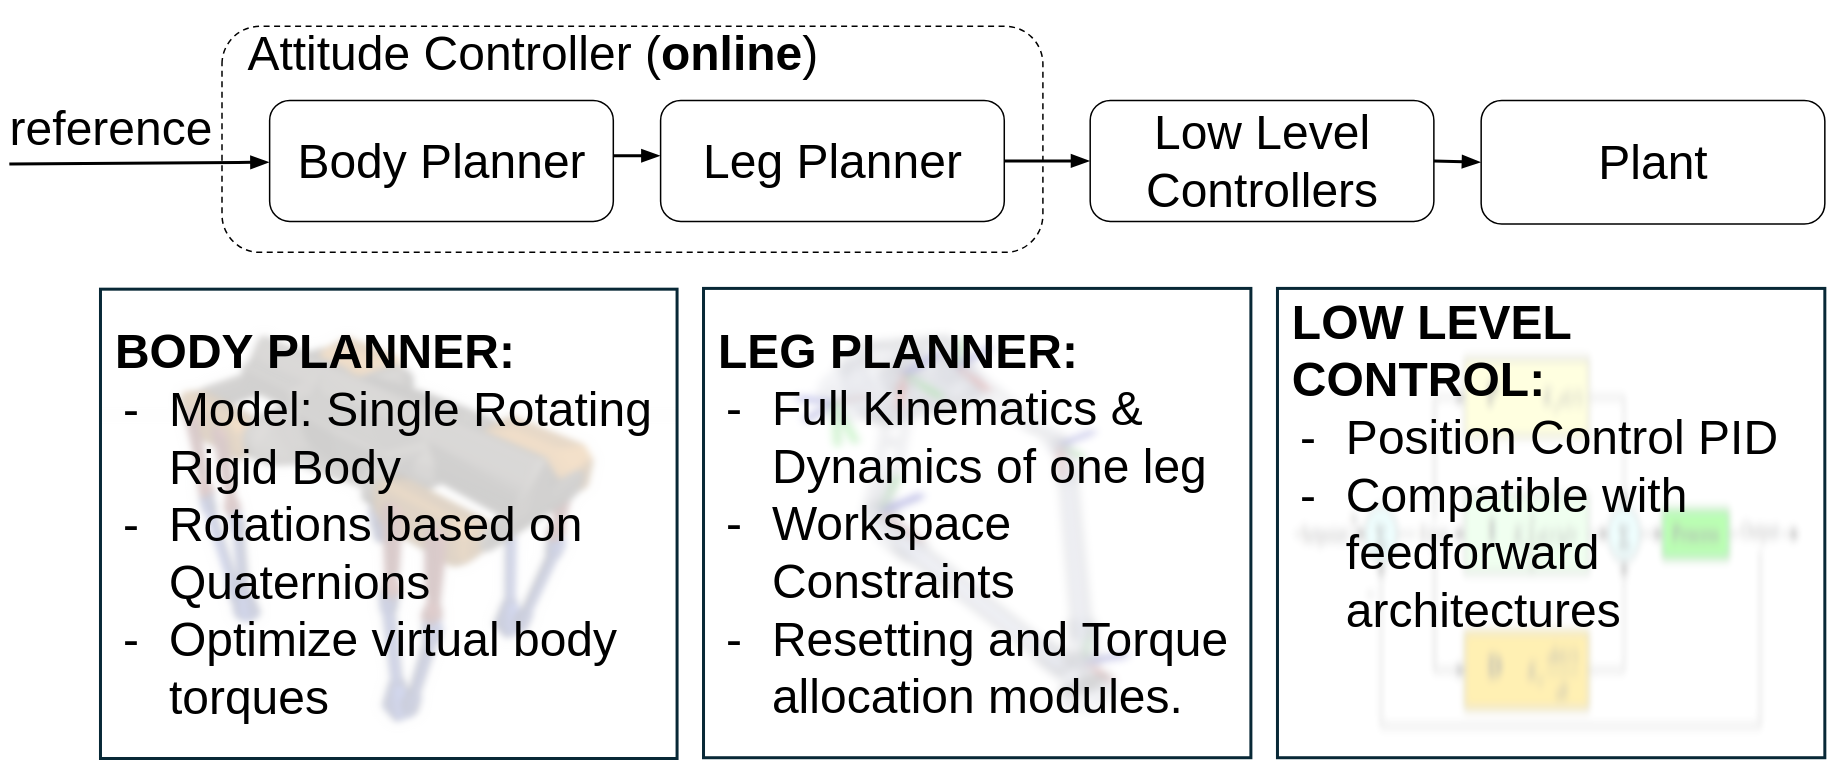 Attitude Controller (online)
reference
Body Planner
Leg Planner
Low Level
Controllers
Plant
BODY PLANNER:
- Model: Single Rotating
Rigid Body
- Rotations based on
Quaternions
- Optimize virtual body
torques
LEG PLANNER:
- Full Kinematics &
Dynamics of one leg
- Workspace
Constraints
- Resetting and Torque
allocation modules.
LOW LEVEL
CONTROL:
- Position Control PID
- Compatible with
feedforward
architectures